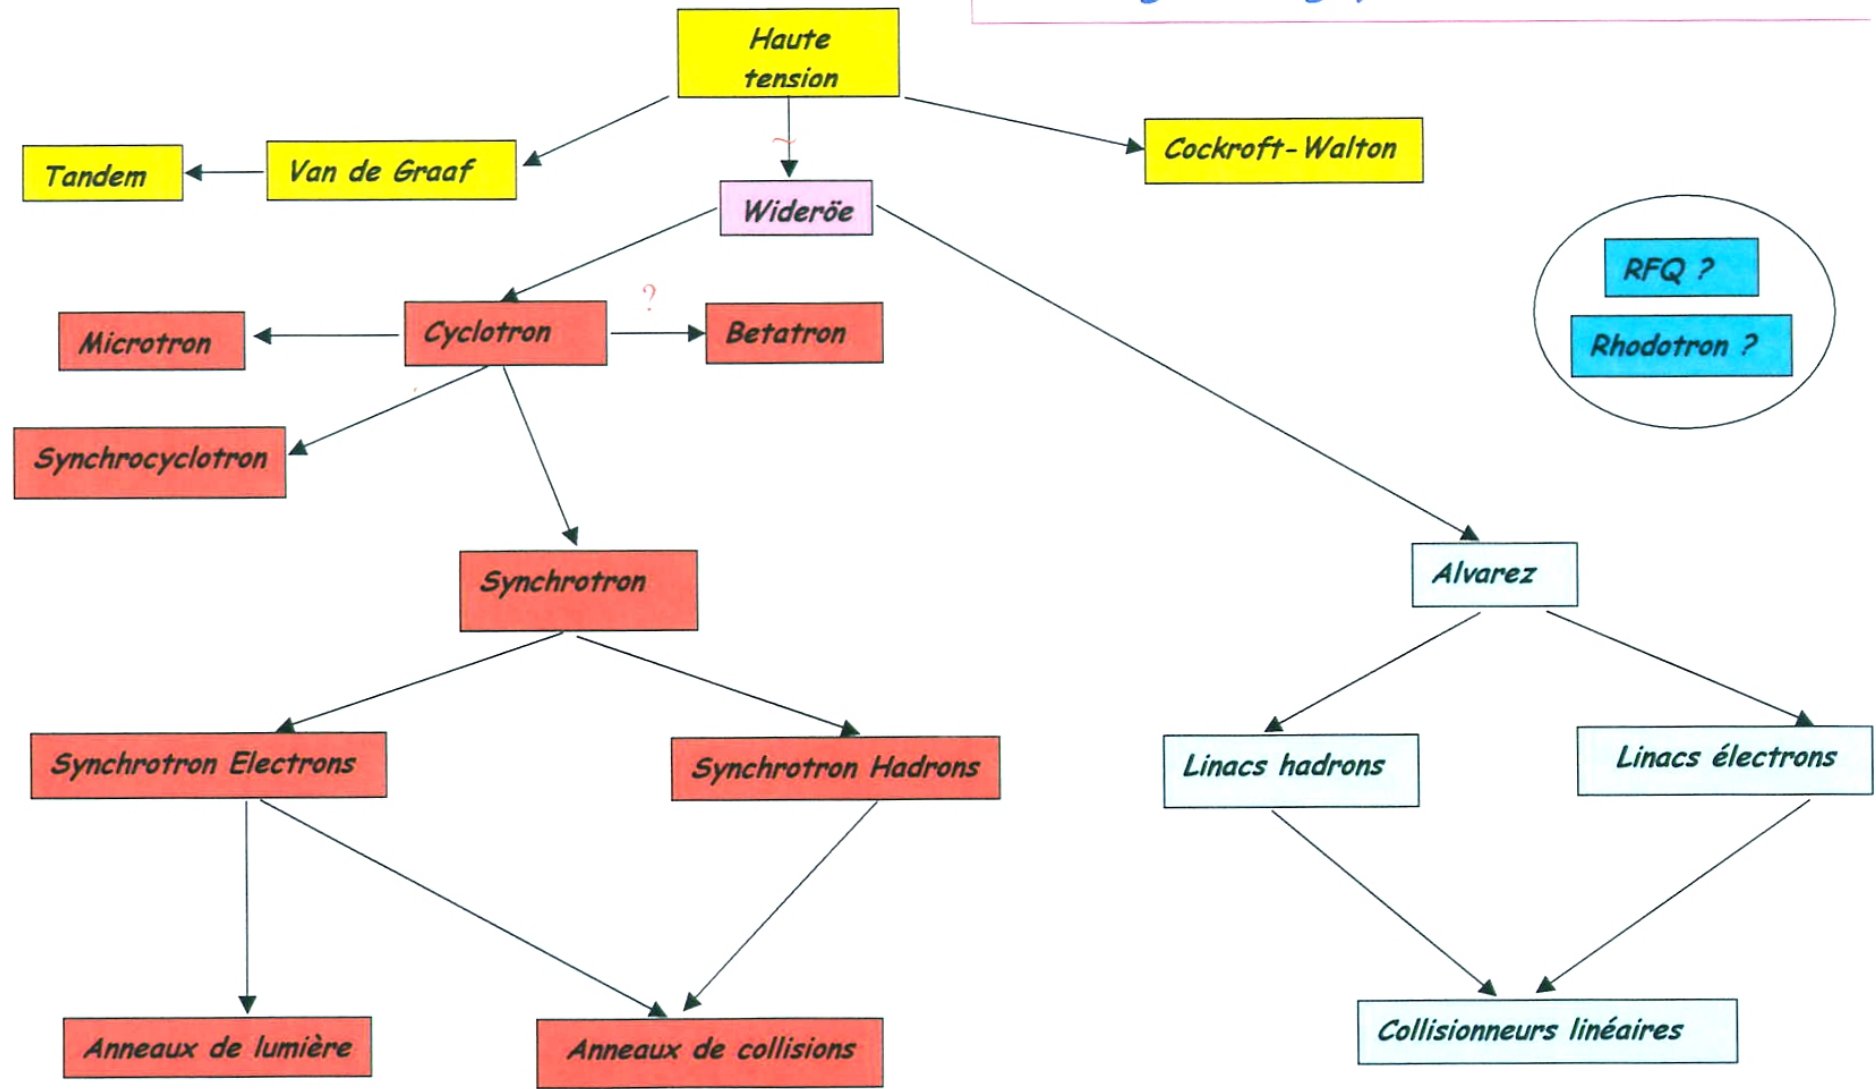 Haute
tension
Cockroft-Walton
Tandem
Van de Graaf
~
Wideröe
RFQ ?
?
Microtron
Cyclotron
Betatron
Rhodotron ?
Synchrocyclotron
Synchrotron
Alvarez
Synchrotron Electrons
Synchrotron Hadrons
Linacs hadrons
Linacs électrons
Anneaux de lumière
Anneaux de collisions
Collisionneurs linéaires